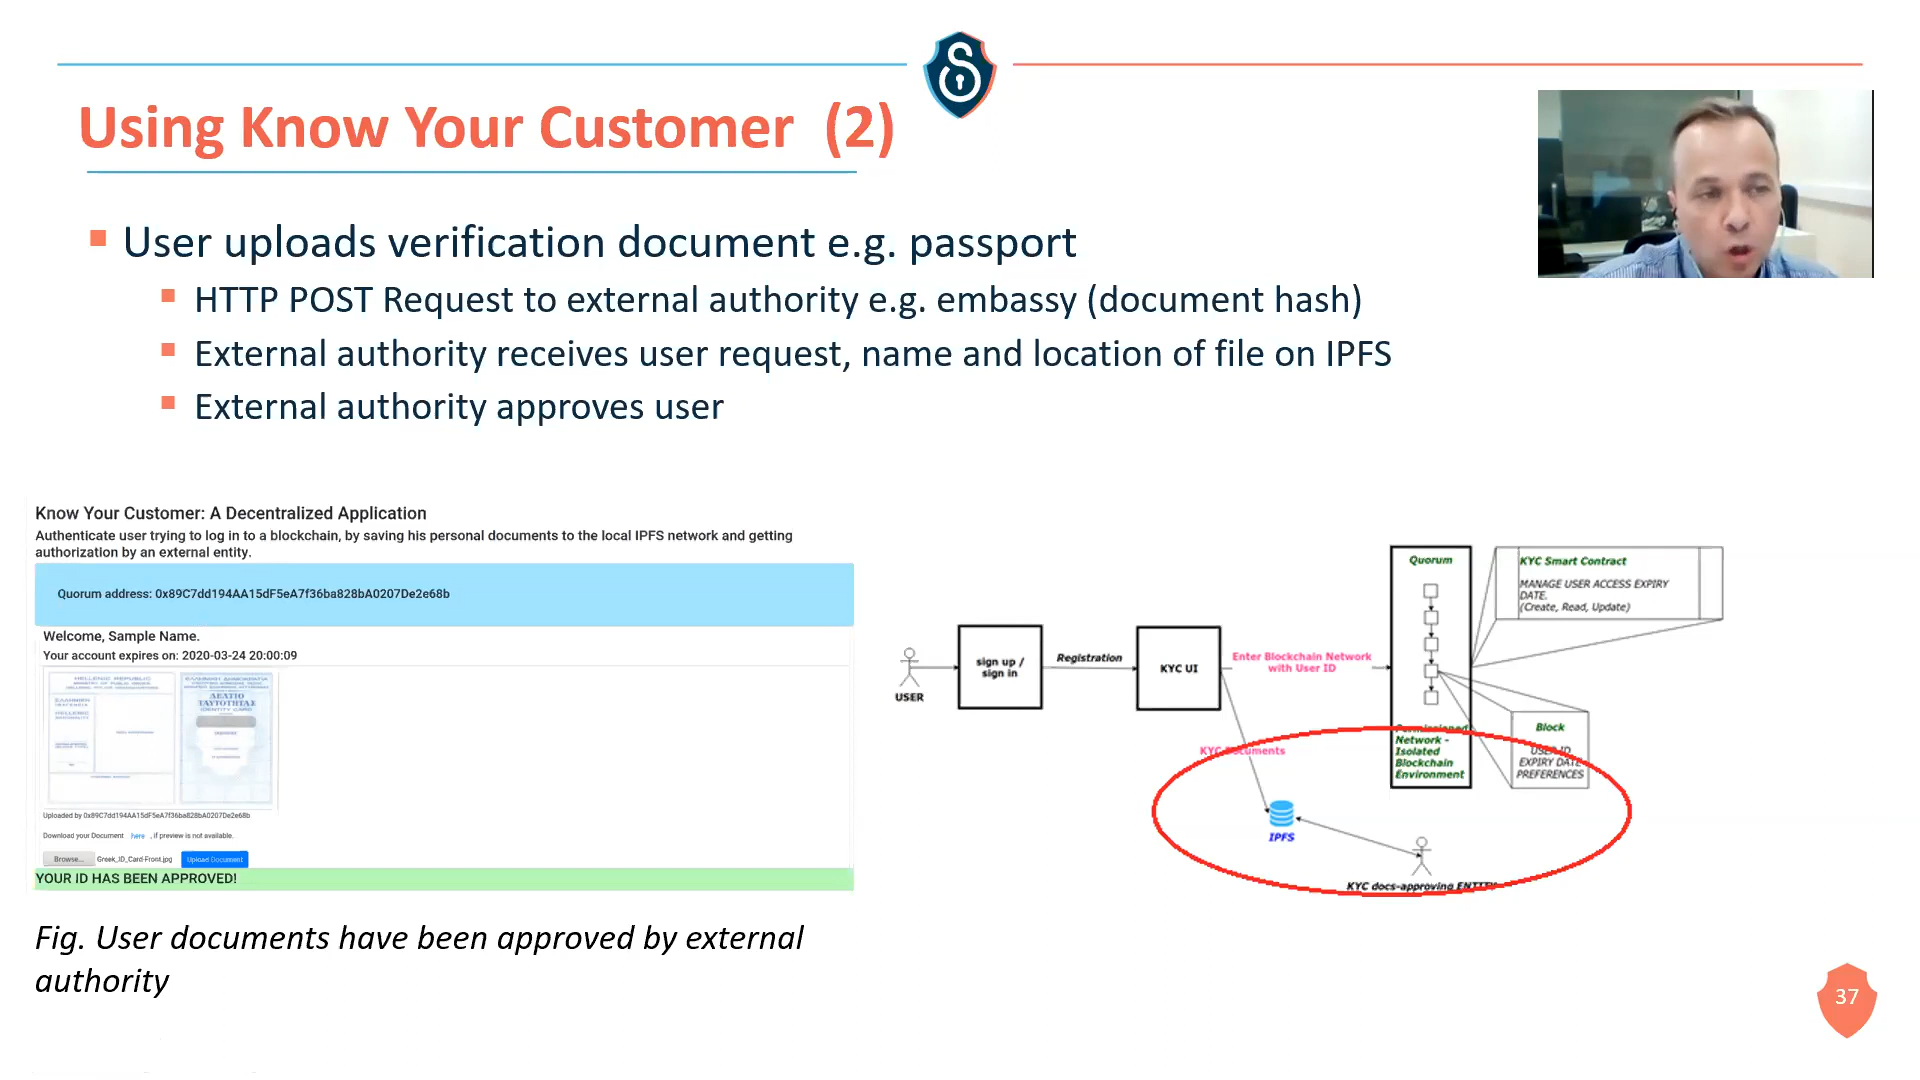 Using Know Your Customer (2)
User uploads verification document e.g. passport
HTTP POST Request to external authority e.g. embassy (document hash)
External authority receives user request, name and location of file on IPFS
External authority approves user
Know Your Customer: A Decentralized Application
Authenticate user trying to log in to a blockchain, by saving his personal documents to the local IPFS network and getting
authorization by an external entity.
Quorum address: 0x89C7dd194AA15dF5eA7f36ba828bA0207De2e68b
Welcome, Sample Name.
Your account expires on: 2020-03-24 20:00:09
HELLENIC REPUBLIC
ΔΕΛΤΙΟ
ΤΑΥΤΟΤΗΤΑΣ
IDENTITY CARD
Uploaded by 0x89C7dd194AA15dF5eA7f36ba828bA0207De2e68b
Download your Document here , if preview is not available.
Browse... Greek_ID_Card-Front.jpg Upload Document
YOUR ID HAS BEEN APPROVED!
Fig. User documents have been approved by external
authority
USER
sign up /
sign in
Registration
KYC UI
Enter Blockchain Network
with User ID
KYC Documents
IPFS
KYC docs-approving ENTITY
Quorum
Permissioned
Network -
Isolated
Blockchain
Environment
KYC Smart Contract
MANAGE USER ACCESS EXPIRY
DATE.
(Create, Read, Update)
Block
USER ID
EXPIRY DATE
PREFERENCES
37